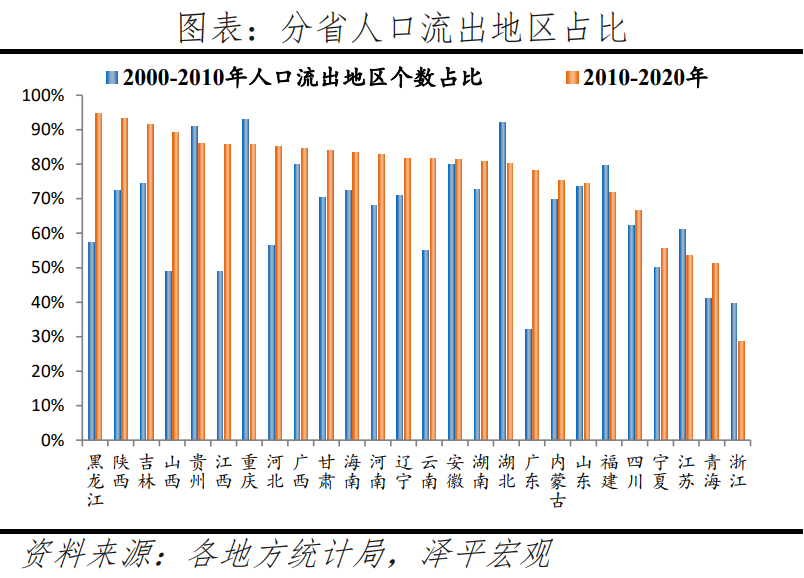 图表：分省人口流出地区占比
2000-2010年人口流出地区个数占比 2010-2020年
100%
90%
80%
70%
60%
50%
40%
30%
20%
10%
0%
黑龙江 陕西 吉林 山西 贵州 江西 重庆 河北 广西 甘肃 海南 河南 辽宁 云南 安徽 湖南 湖北 广东 内蒙古 山东 福建 四川 宁夏 江苏 青海 浙江
资料来源：各地方统计局，泽平宏观